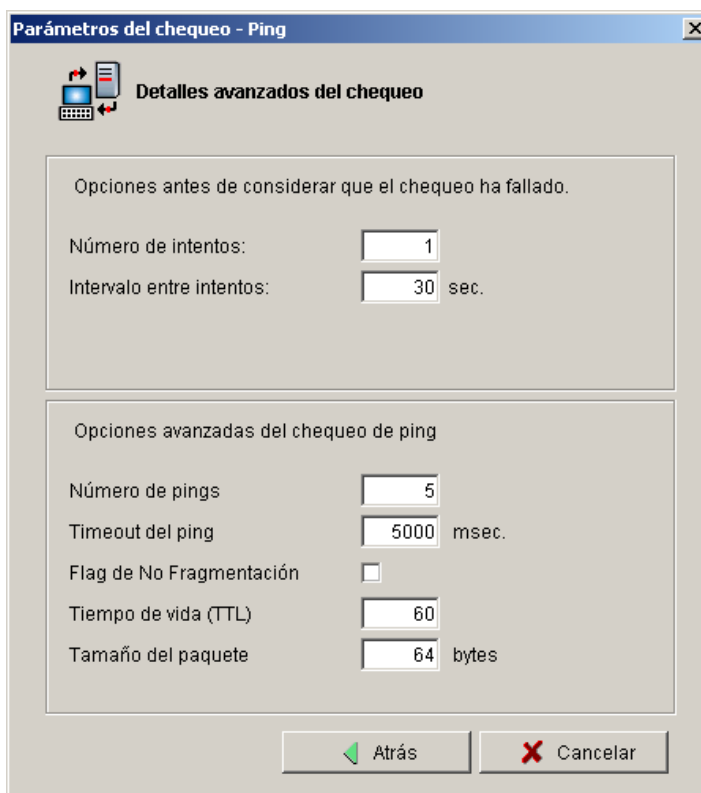 Parámetros del chequeo - Ping
Detalles avanzados del chequeo
Opciones antes de considerar que el chequeo ha fallado.
Número de intentos: 1
Intervalo entre intentos: 30 sec.
Opciones avanzadas del chequeo de ping
Número de pings 5
Timeout del ping 5000 msec.
Flag de No Fragmentación
Tiempo de vida (TTL) 60
Tamaño del paquete 64 bytes
Atrás Cancelar